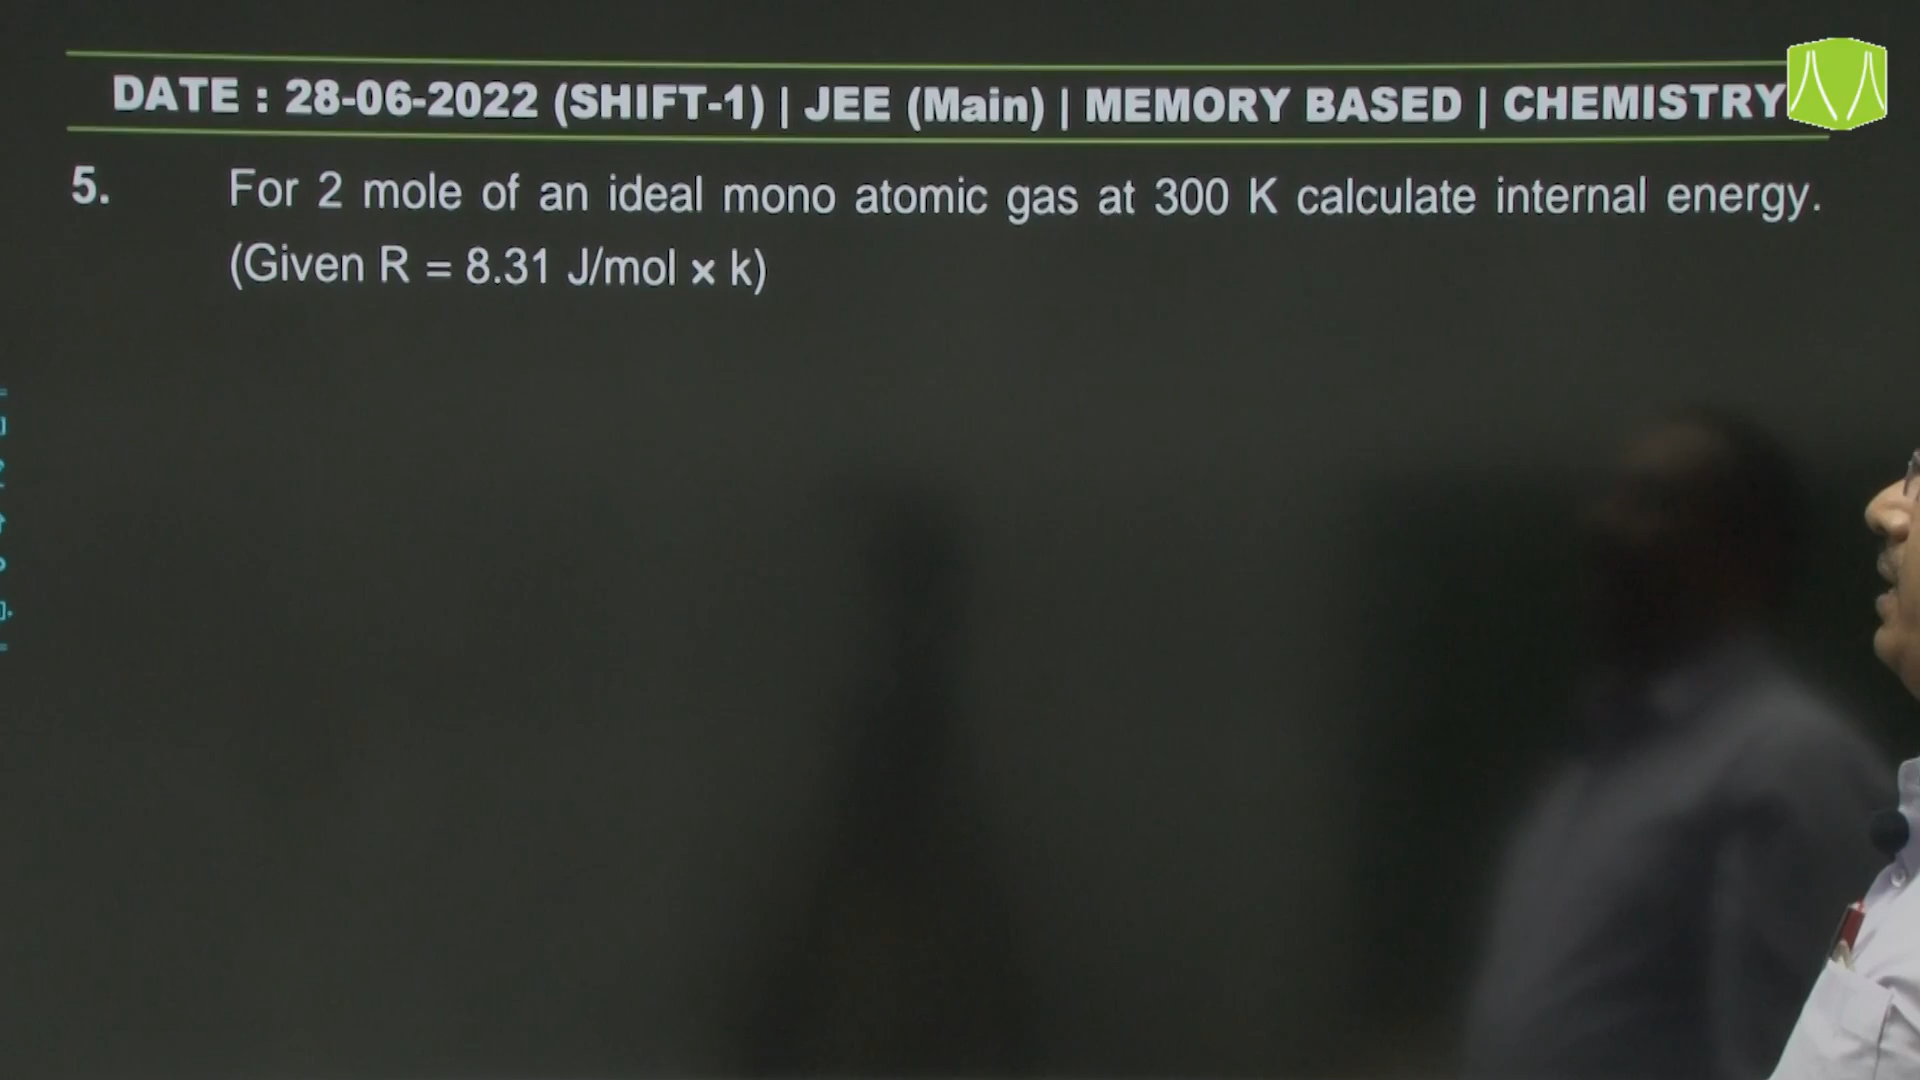 DATE : 28-06-2022 (SHIFT-1) | JEE (Main) | MEMORY BASED | CHEMISTRY
5. For 2 mole of an ideal mono atomic gas at 300 K calculate internal energy.
(Given R = 8.31 J/mol × k)